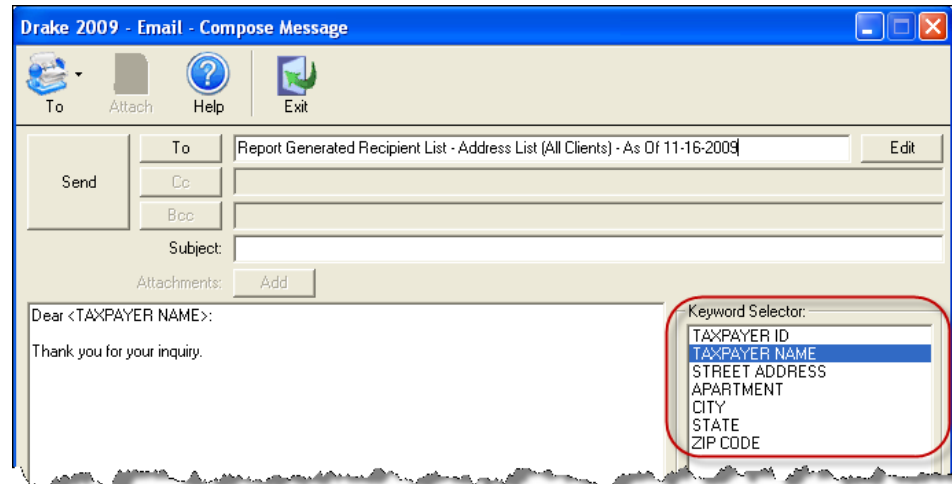 Drake 2009 - Email - Compose Message
To Attach Help Exit
To Report Generated Recipient List - Address List (All Clients) - As Of 11-16-2009 Edit
Send Cc
Bcc
Subject:
Attachments: Add
Dear <TAXPAYER NAME>:
Thank you for your inquiry.
Keyword Selector:
TAXPAYER ID
TAXPAYER NAME
STREET ADDRESS
APARTMENT
CITY
STATE
ZIP CODE